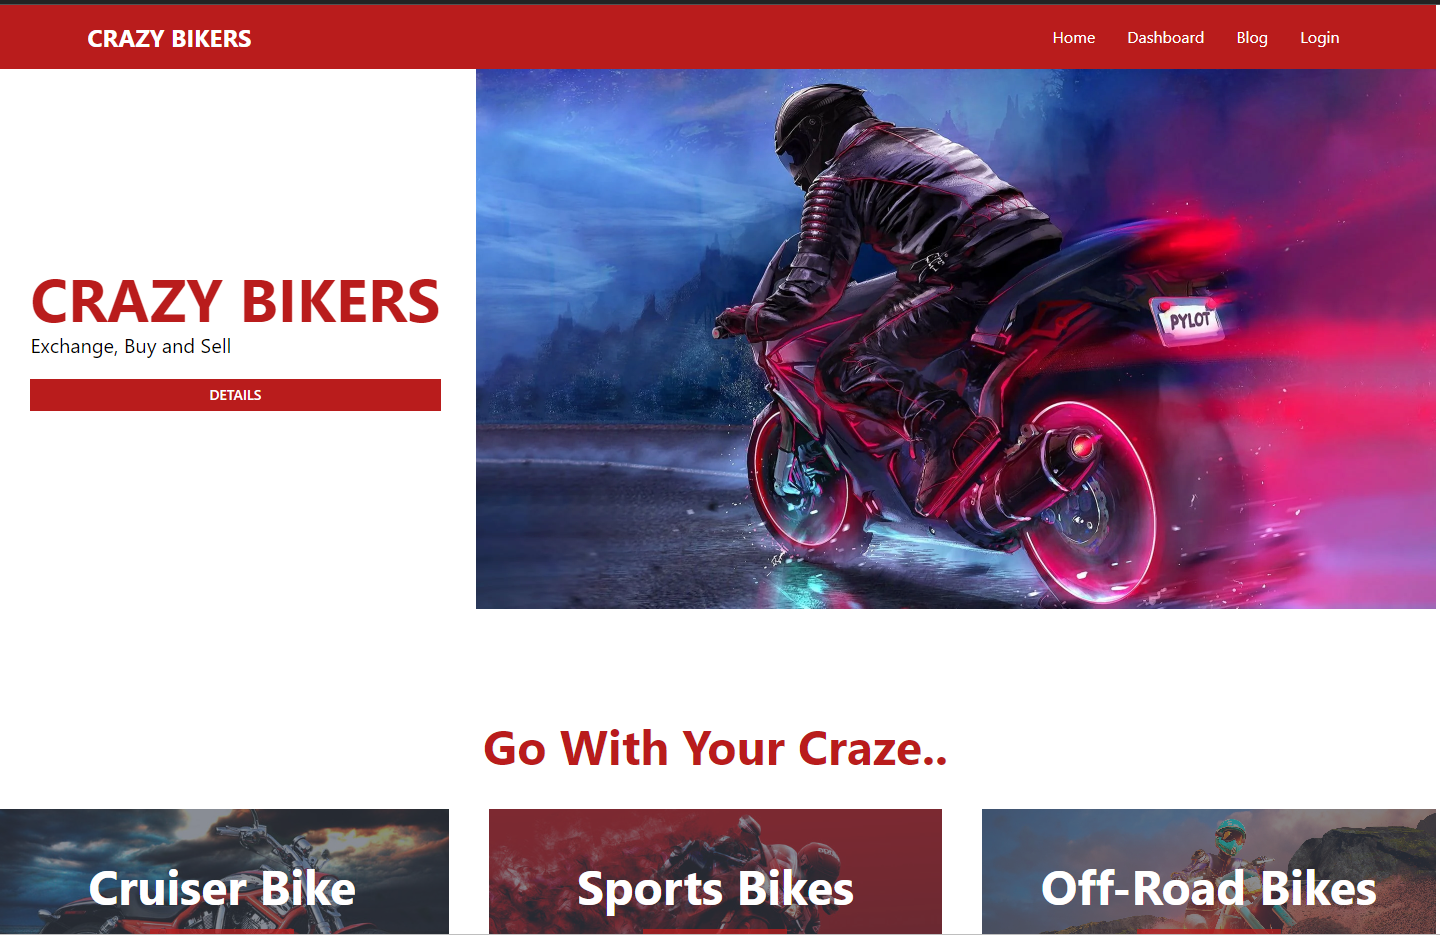 CRAZY BIKERS
Home Dashboard Blog Login
CRAZY BIKERS
Exchange, Buy and Sell
DETAILS
PYLOT
Go With Your Craze..
Cruiser Bike
Sports Bikes
Off-Road Bikes